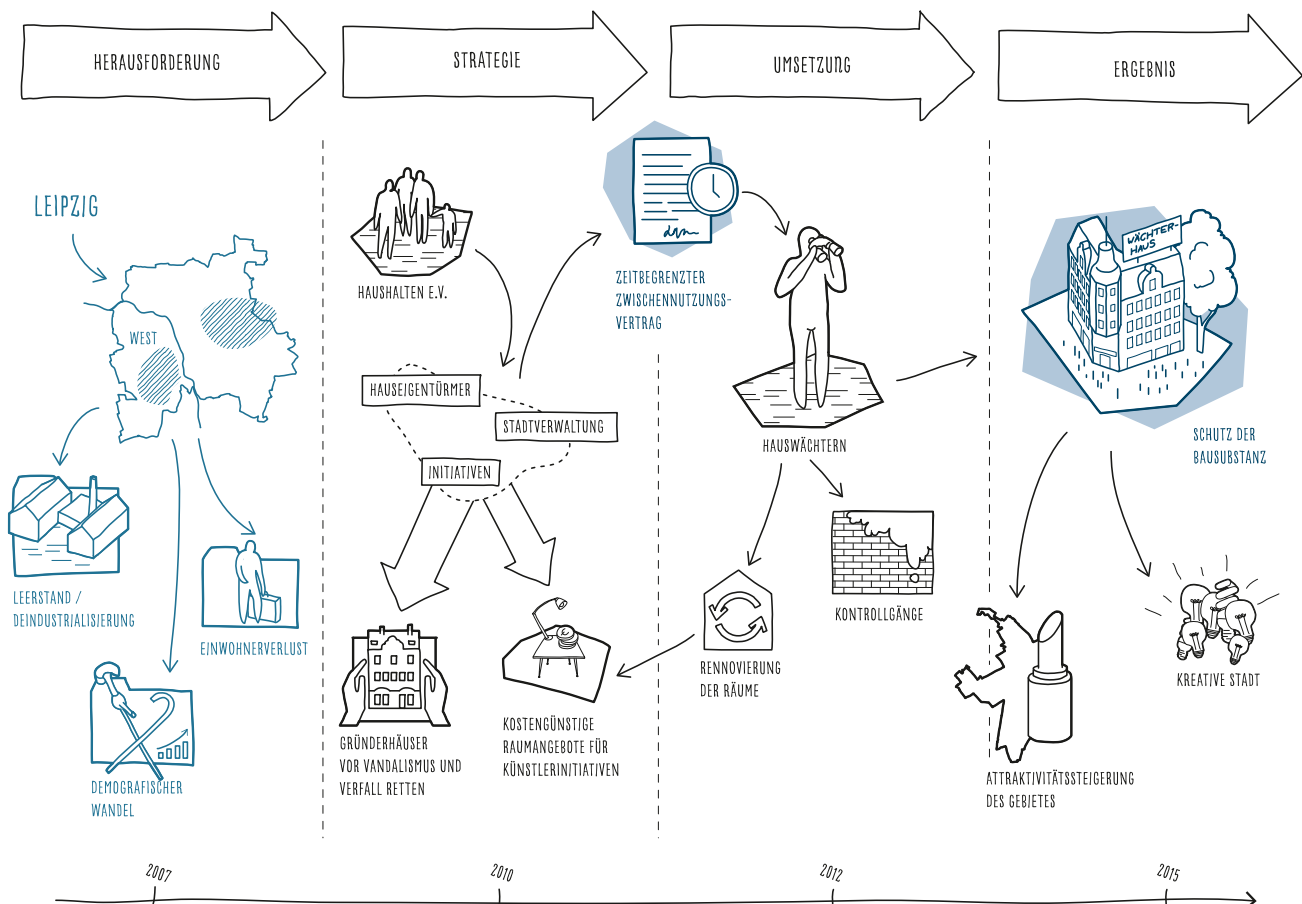 HERAUSFORDERUNG
STRATEGIE
UMSETZUNG
ERGEBNIS
LEIPZIG
WEST
LEERSTAND /
DEINDUSTRIALISIERUNG
EINWOHNERVERLUST
DEMOGRAFISCHER
WANDEL
HAUSHALTEN E.V.
HAUSEIGENTÜRMER
STADTVERWALTUNG
INITIATIVEN
GRÜNDERHÄUSER
VOR VANDALISMUS UND
VERFALL RETTEN
KOSTENGÜNSTIGE
RAUMANGEBOTE FÜR
KÜNSTLERINITIATIVEN
ZEITBEGRENZTER
ZWISCHENNUTZUNGS-
VERTRAG
HAUSWÄCHTERN
RENNOVIERUNG
DER RÄUME
KONTROLLGÄNGE
WÄCHTER-
HAUS
SCHUTZ DER
BAUSUBSTANZ
ATTRAKTIVITÄTSSTEIGERUNG
DES GEBIETES
KREATIVE STADT
2007
2010
2012
2015